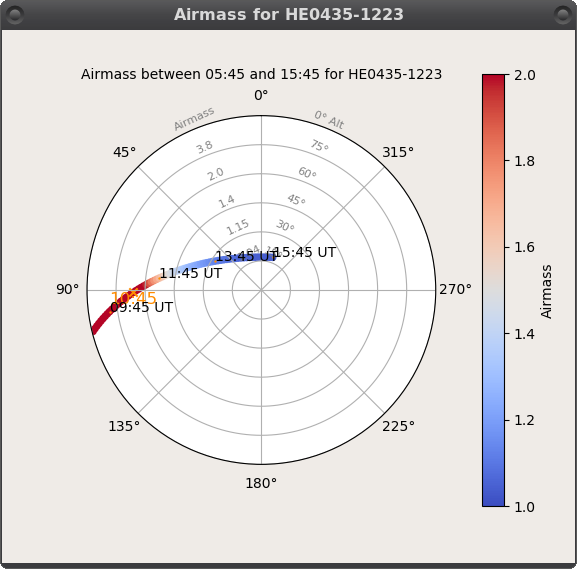 Airmass for HE0435-1223
Airmass between 05:45 and 15:45 for HE0435-1223
0°
Airmass
0° Alt
45°
3.8
75°
315°
2.0
60°
1.4
45°
1.15
30°
13:45 UT
15:45 UT
11:45 UT
90°
10:45
09:45 UT
270°
135°
225°
180°
2.0
1.8
1.6
1.4
1.2
1.0
Airmass